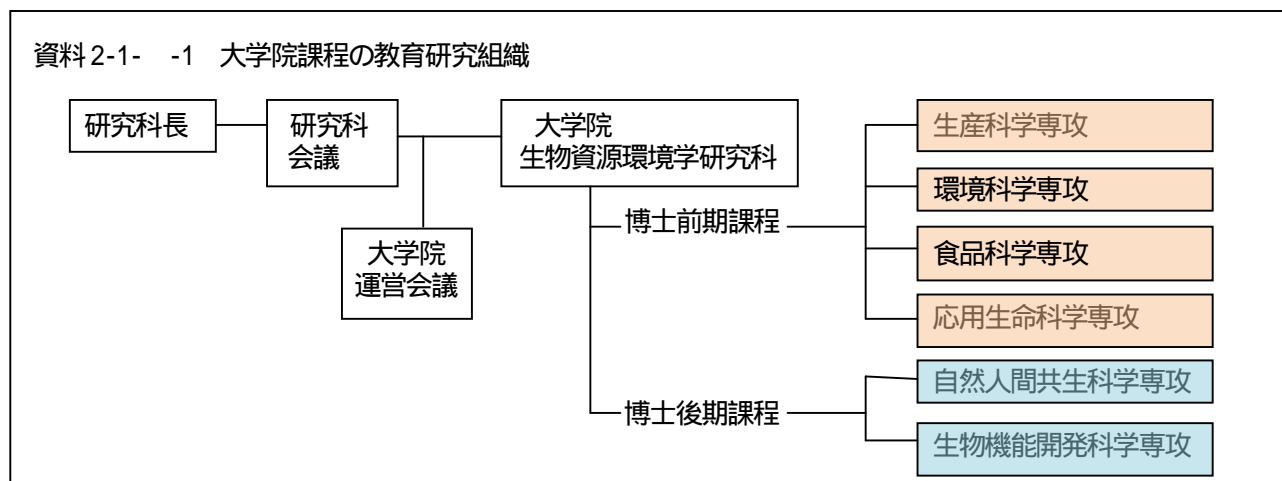 資料2-1- -1 大学院課程の教育研究組織
研究科長
研究科
会議
大学院
生物資源環境学研究科
大学院
運営会議
博士前期課程
生産科学専攻
環境科学専攻
食品科学専攻
応用生命科学専攻
博士後期課程
自然人間共生科学専攻
生物機能開発科学専攻